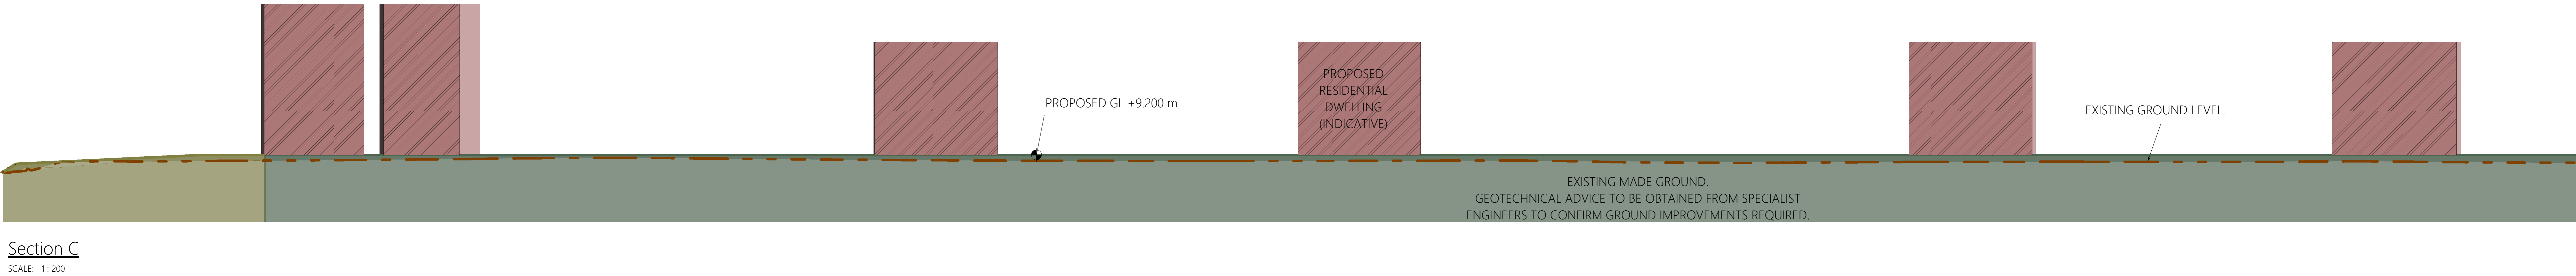 PROPOSED
RESIDENTIAL
DWELLING
(INDICATIVE)
PROPOSED GL +9.200 m
EXISTING GROUND LEVEL.
EXISTING MADE GROUND.
GEOTECHNICAL ADVICE TO BE OBTAINED FROM SPECIALIST
ENGINEERS TO CONFIRM GROUND IMPROVEMENTS REQUIRED.
Section C
SCALE: 1 : 200